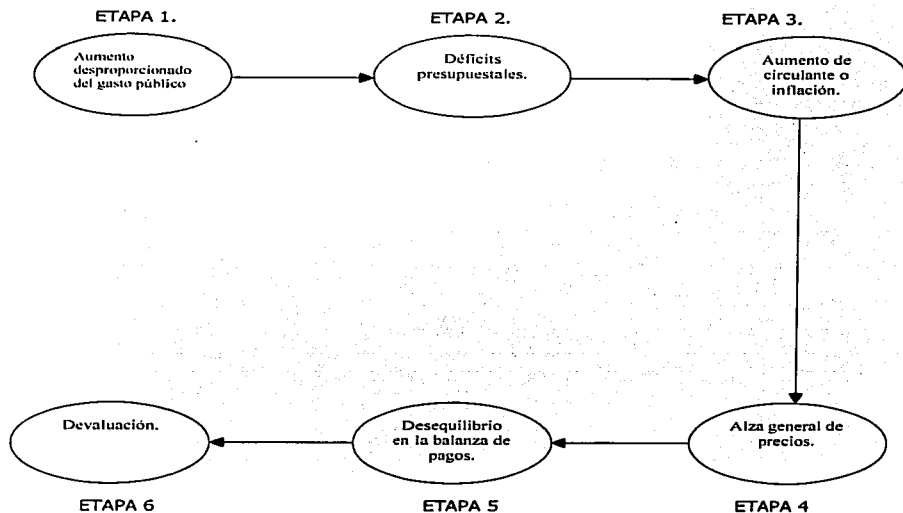 ETAPA 1.
ETAPA 2.
ETAPA 3.
Aumento
desproporcionado
del gasto público
Déficits
presupuestales.
Aumento de
circulante o
inflación.
Devaluación.
Desequilibrio
en la balanza de
pagos.
Alza general de
precios.
ETAPA 6
ETAPA 5
ETAPA 4